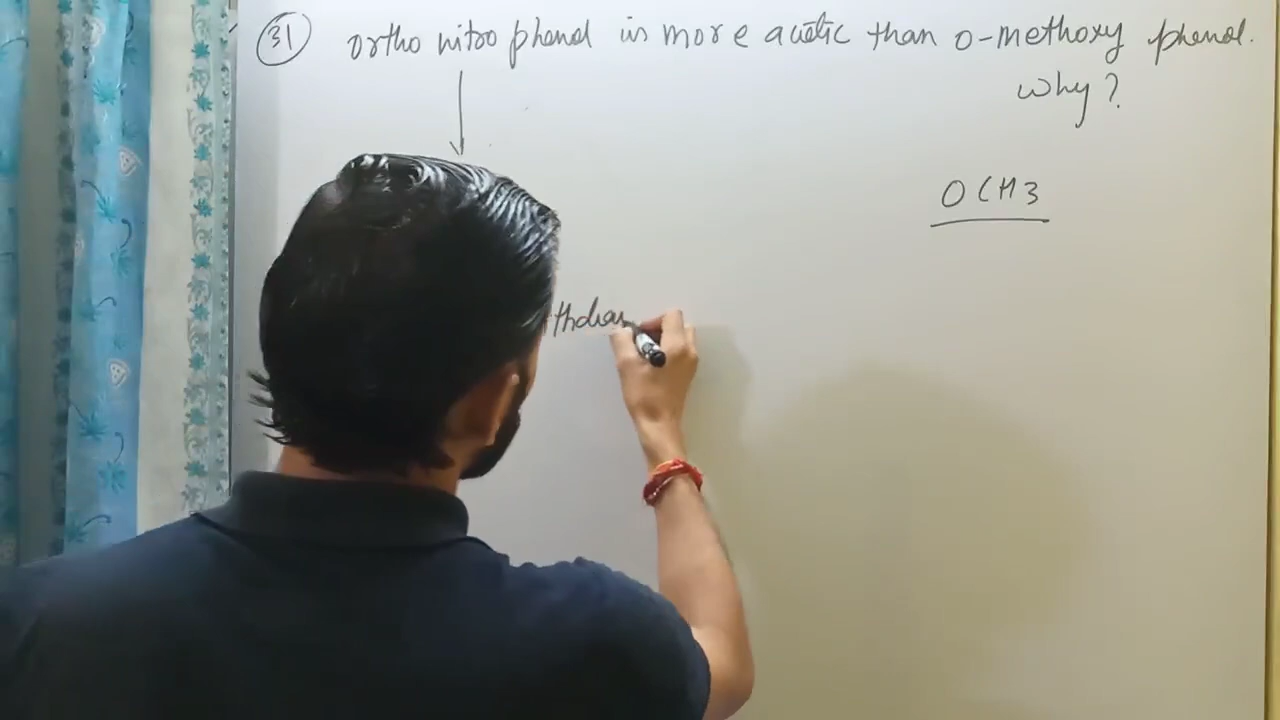 31 ortho nitro phenol is more acetic than o-methoxy phenol.
why?
OCH3